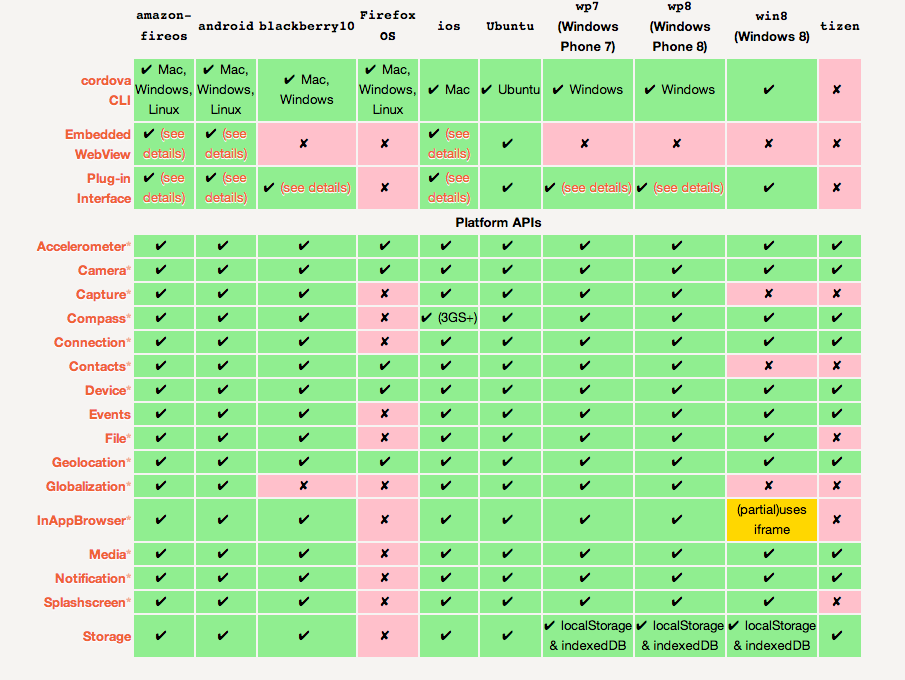 amazon-fireos android blackberry10 Firefox OS ios Ubuntu wp7 (Windows Phone 7) wp8 (Windows Phone 8) win8 (Windows 8) tizen
cordova CLI ✔ Mac, Windows, Linux ✔ Mac, Windows, Linux ✔ Mac, Windows ✔ Mac, Windows, Linux ✔ Mac ✔ Ubuntu ✔ Windows ✔ Windows ✔ ✘
Embedded WebView ✔ (see details) ✔ (see details) ✘ ✘ ✔ (see details) ✔ ✘ ✘ ✘ ✘
Plug-in Interface ✔ (see details) ✔ (see details) ✔ (see details) ✘ ✔ (see details) ✔ ✔ (see details) ✔ (see details) ✔ ✘
Platform APIs
Accelerometer* ✔ ✔ ✔ ✔ ✔ ✔ ✔ ✔ ✔ ✔
Camera* ✔ ✔ ✔ ✔ ✔ ✔ ✔ ✔ ✔ ✔
Capture* ✔ ✔ ✔ ✘ ✔ ✔ ✔ ✔ ✘ ✘
Compass* ✔ ✔ ✔ ✘ ✔ (3GS+) ✔ ✔ ✔ ✔ ✔
Connection* ✔ ✔ ✔ ✘ ✔ ✔ ✔ ✔ ✔ ✔
Contacts* ✔ ✔ ✔ ✔ ✔ ✔ ✔ ✔ ✘ ✘
Device* ✔ ✔ ✔ ✔ ✔ ✔ ✔ ✔ ✔ ✔
Events ✔ ✔ ✔ ✘ ✔ ✔ ✔ ✔ ✔ ✔
File* ✔ ✔ ✔ ✘ ✔ ✔ ✔ ✔ ✔ ✘
Geolocation* ✔ ✔ ✔ ✔ ✔ ✔ ✔ ✔ ✔ ✔
Globalization* ✔ ✔ ✘ ✘ ✔ ✔ ✔ ✔ ✘ ✘
InAppBrowser* ✔ ✔ ✔ ✘ ✔ ✔ ✔ ✔ (partial)uses iframe ✘
Media* ✔ ✔ ✔ ✘ ✔ ✔ ✔ ✔ ✔ ✔
Notification* ✔ ✔ ✔ ✘ ✔ ✔ ✔ ✔ ✔ ✔
Splashscreen* ✔ ✔ ✔ ✘ ✔ ✔ ✔ ✔ ✔ ✘
Storage ✔ ✔ ✔ ✘ ✔ ✔ ✔ localStorage & indexedDB ✔ localStorage & indexedDB ✔ localStorage & indexedDB ✔